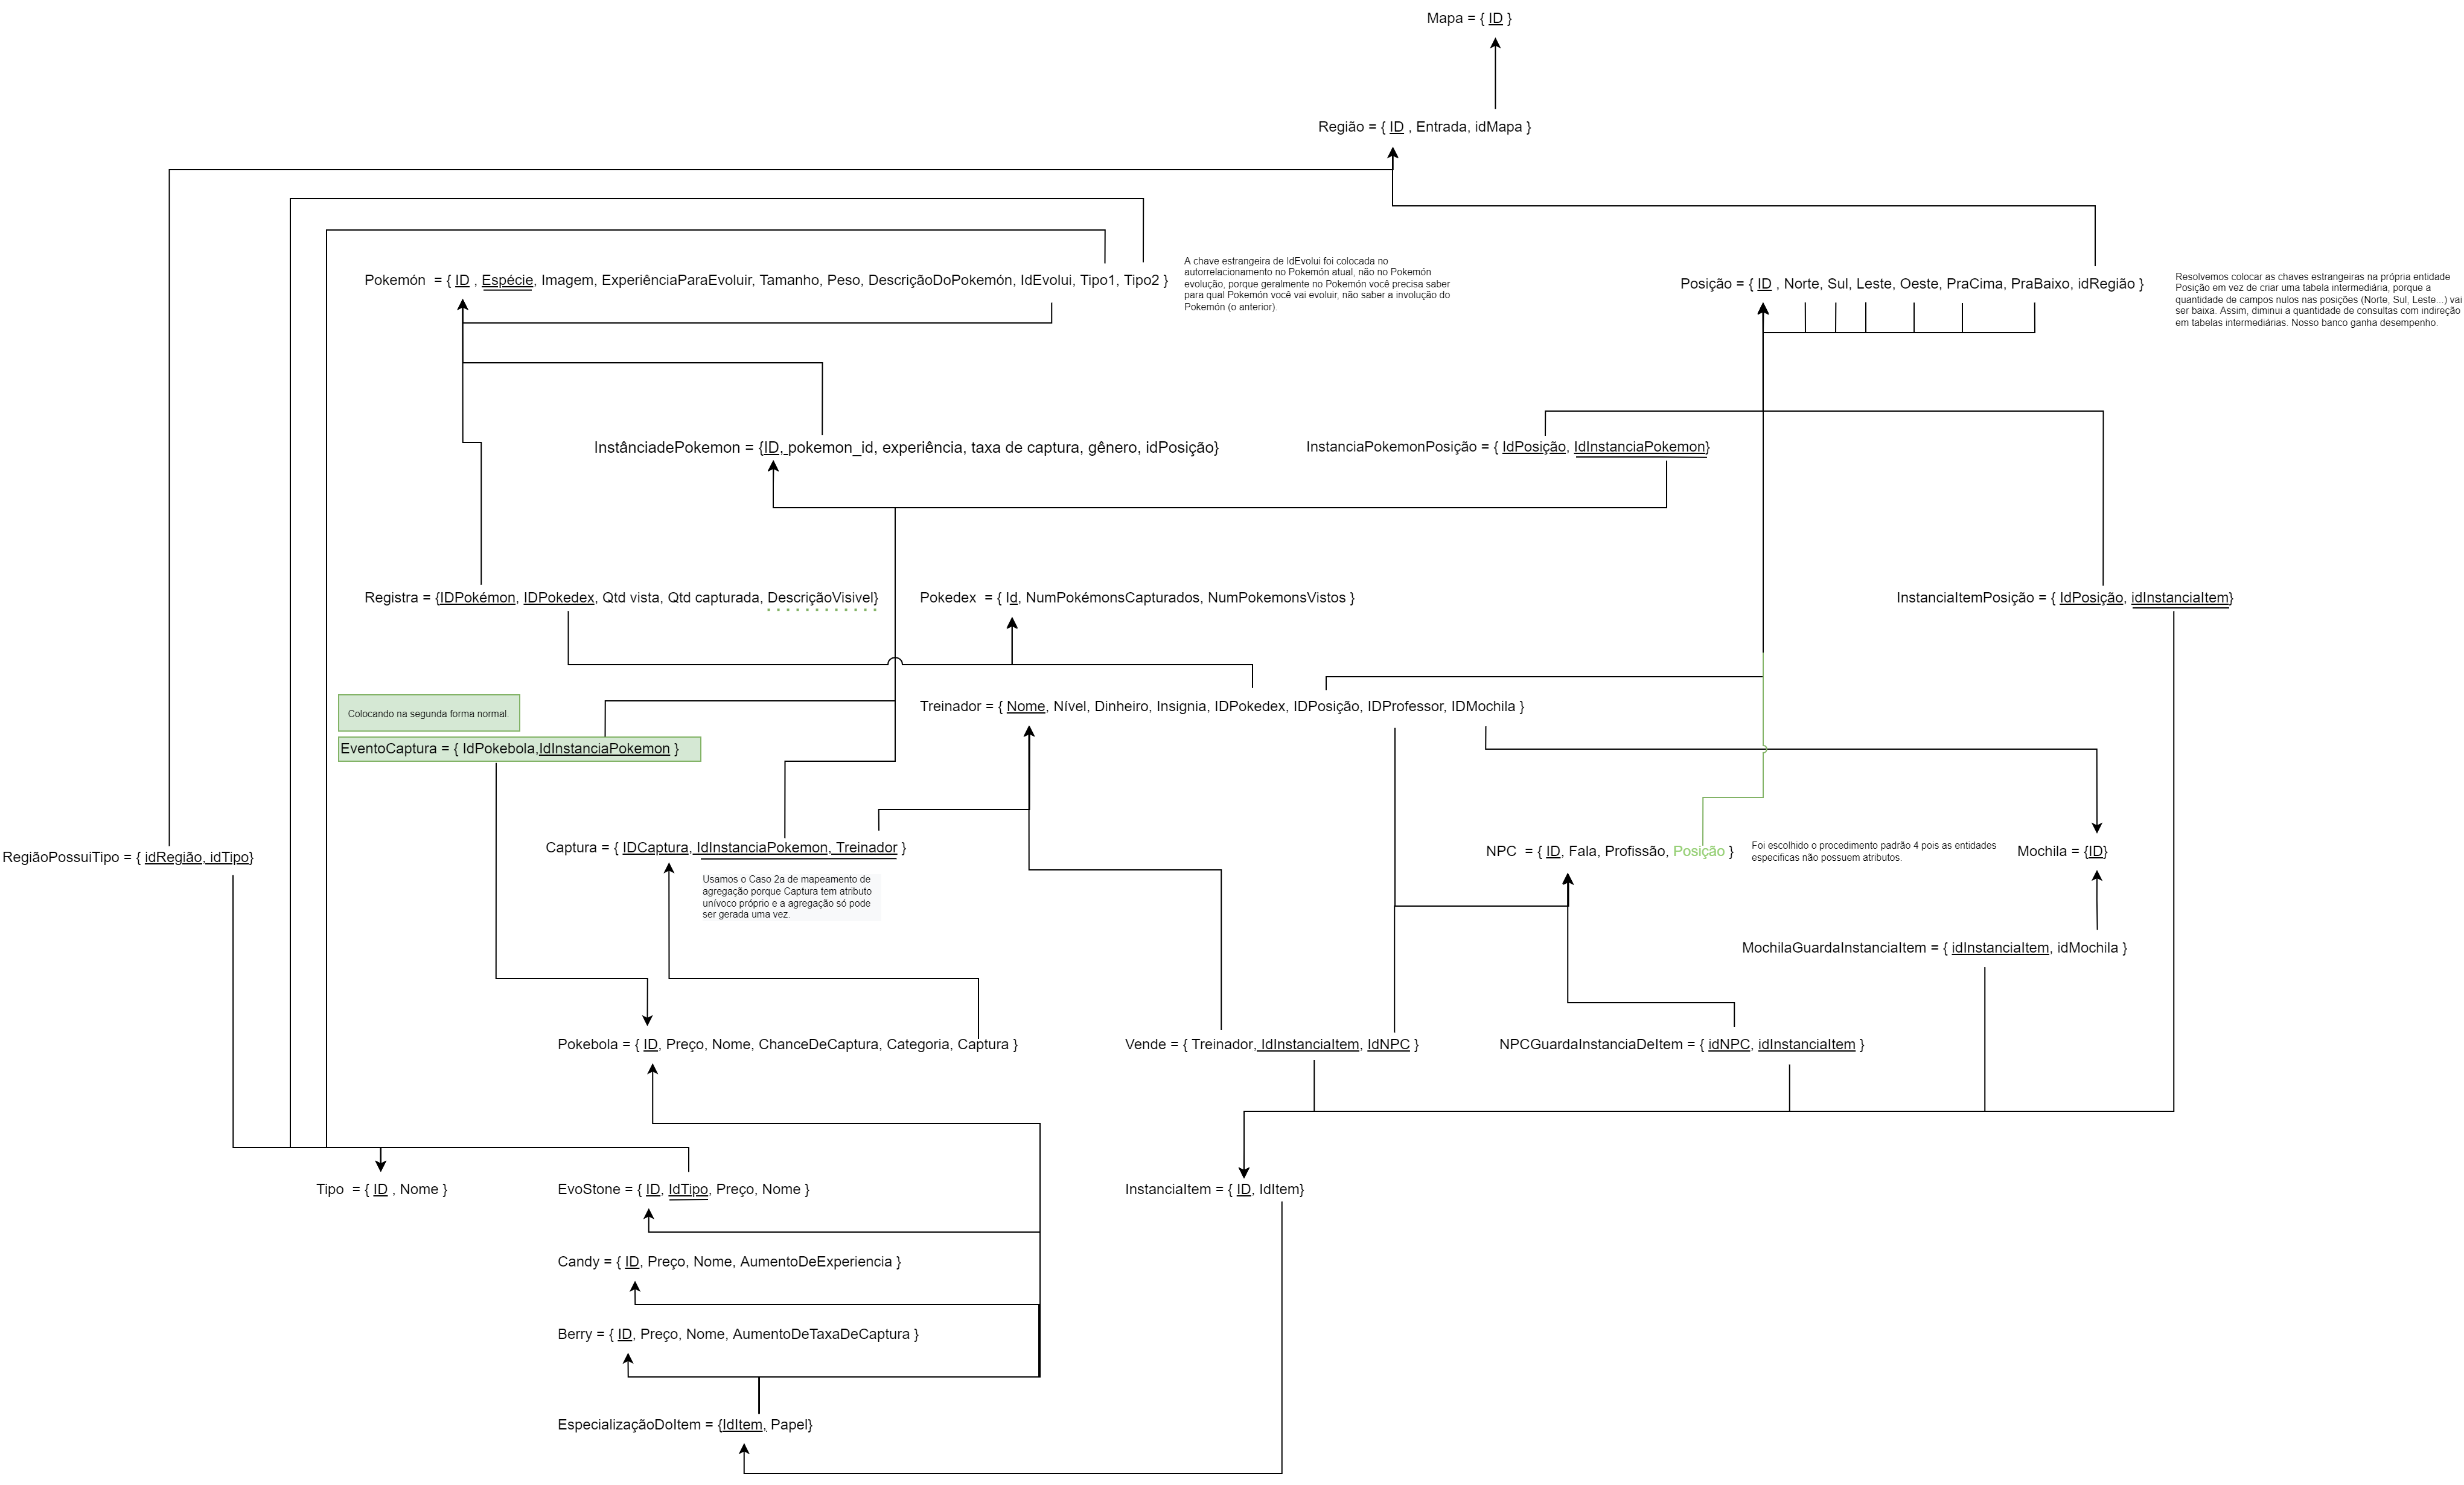 Mapa = { ID }
Região = { ID , Entrada, idMapa }
Pokemón = { ID , Espécie, Imagem, ExperiênciaParaEvoluir, Tamanho, Peso, DescriçãoDoPokemón, IdEvolui, Tipo1, Tipo2 }
A chave estrangeira de IdEvolui foi colocada no
autorrelacionamento no Pokemón atual, não no Pokemón
evolução, porque geralmente no Pokemón você precisa saber
para qual Pokemón você vai evoluir, não saber a involução do
Pokemón (o anterior).
Posição = { ID , Norte, Sul, Leste, Oeste, PraCima, PraBaixo, idRegião }
Resolvemos colocar as chaves estrangeiras na própria entidade
Posição em vez de criar uma tabela intermediária, porque a
quantidade de campos nulos nas posições (Norte, Sul, Leste...) vai
ser baixa. Assim, diminui a quantidade de consultas com indireção
em tabelas intermediárias. Nosso banco ganha desempenho.
InstânciadePokemon = {ID, pokemon_id, experiência, taxa de captura, gênero, idPosição}
InstanciaPokemonPosição = { IdPosição, IdInstanciaPokemon}
Registra = {IDPokémon, IDPokedex, Qtd vista, Qtd capturada, DescriçãoVisivel}
Pokedex = { Id, NumPokémonsCapturados, NumPokemonsVistos }
InstanciaItemPosição = { IdPosição, idInstanciaItem}
Colocando na segunda forma normal.
Treinador = { Nome, Nível, Dinheiro, Insignia, IDPokedex, IDPosição, IDProfessor, IDMochila }
EventoCaptura = { IdPokebola,IdInstanciaPokemon }
RegiãoPossuiTipo = { idRegião, idTipo}
Captura = { IDCaptura, IdInstanciaPokemon, Treinador }
Usamos o Caso 2a de mapeamento de
agregação porque Captura tem atributo
unívoco próprio e a agregação só pode
ser gerada uma vez.
NPC = { ID, Fala, Profissão, Posição }
Foi escolhido o procedimento padrão 4 pois as entidades
especificas não possuem atributos.
Mochila = {ID}
MochilaGuardaInstanciaItem = { idInstanciaItem, idMochila }
Pokebola = { ID, Preço, Nome, ChanceDeCaptura, Categoria, Captura }
Vende = { Treinador, IdInstanciaItem, IdNPC }
NPCGuardaInstanciaDeItem = { idNPC, idInstanciaItem }
Tipo = { ID , Nome }
EvoStone = { ID, IdTipo, Preço, Nome }
InstanciaItem = { ID, IdItem}
Candy = { ID, Preço, Nome, AumentoDeExperiencia }
Berry = { ID, Preço, Nome, AumentoDeTaxaDeCaptura }
EspecializaçãoDoItem = {IdItem, Papel}